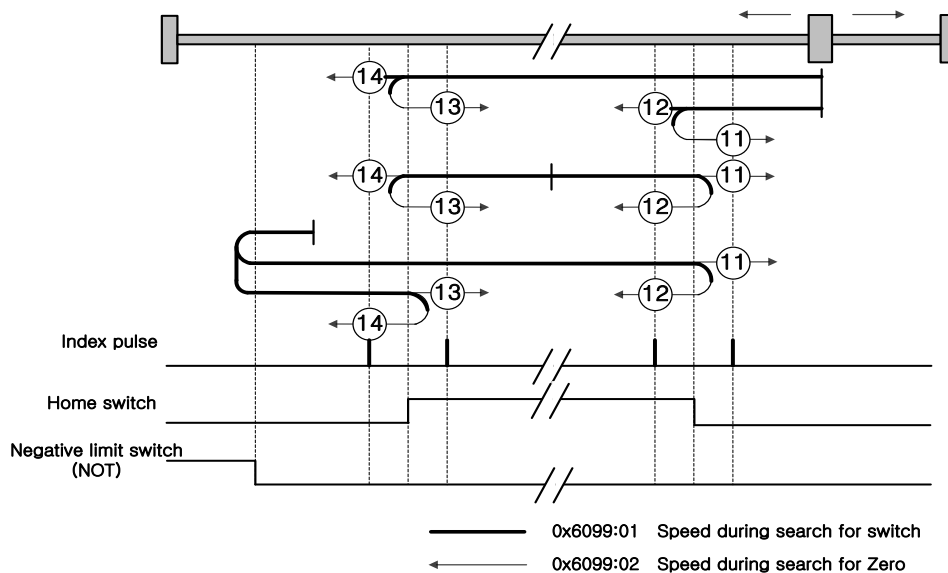 14
13
12
11
14
11
13
12
11
13
12
14
Index pulse
Home switch
Negative limit switch
(NOT)
0x6099:01 Speed during search for switch
0x6099:02 Speed during search for Zero